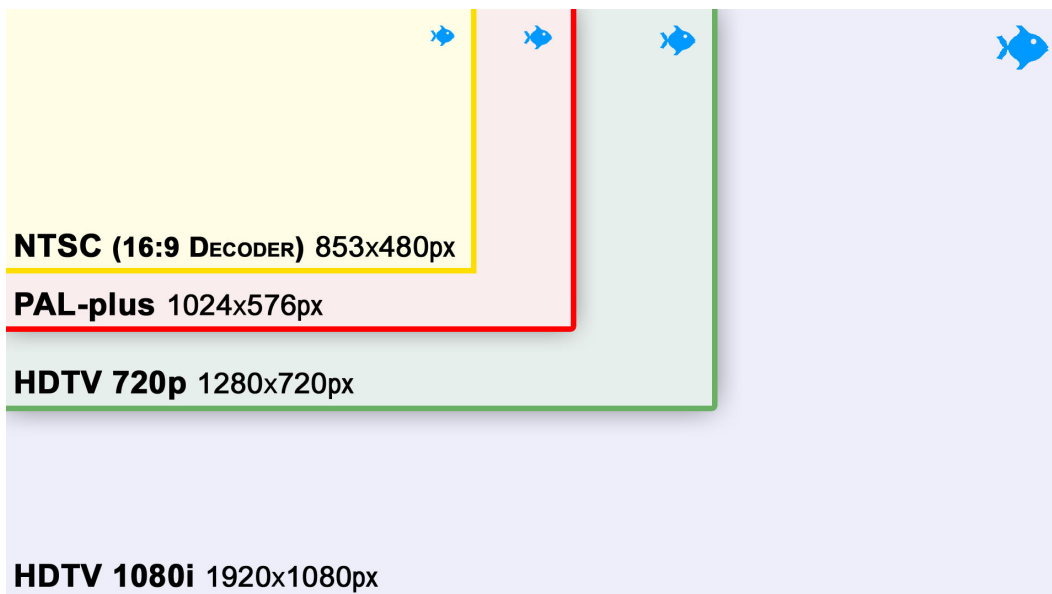 NTSC (16:9 DECODER) 853x480px
PAL-plus 1024x576px
HDTV 720p 1280x720px
HDTV 1080i 1920x1080px